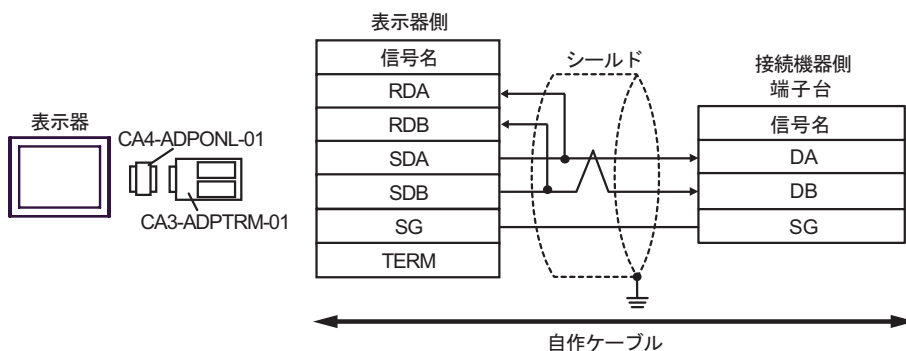 表示器
CA4-ADPONL-01
CA3-ADPTRM-01
表示器側
信号名
RDA
RDB
SDA
SDB
SG
TERM
シールド
接続機器側
端子台
信号名
DA
DB
SG
自作ケーブル